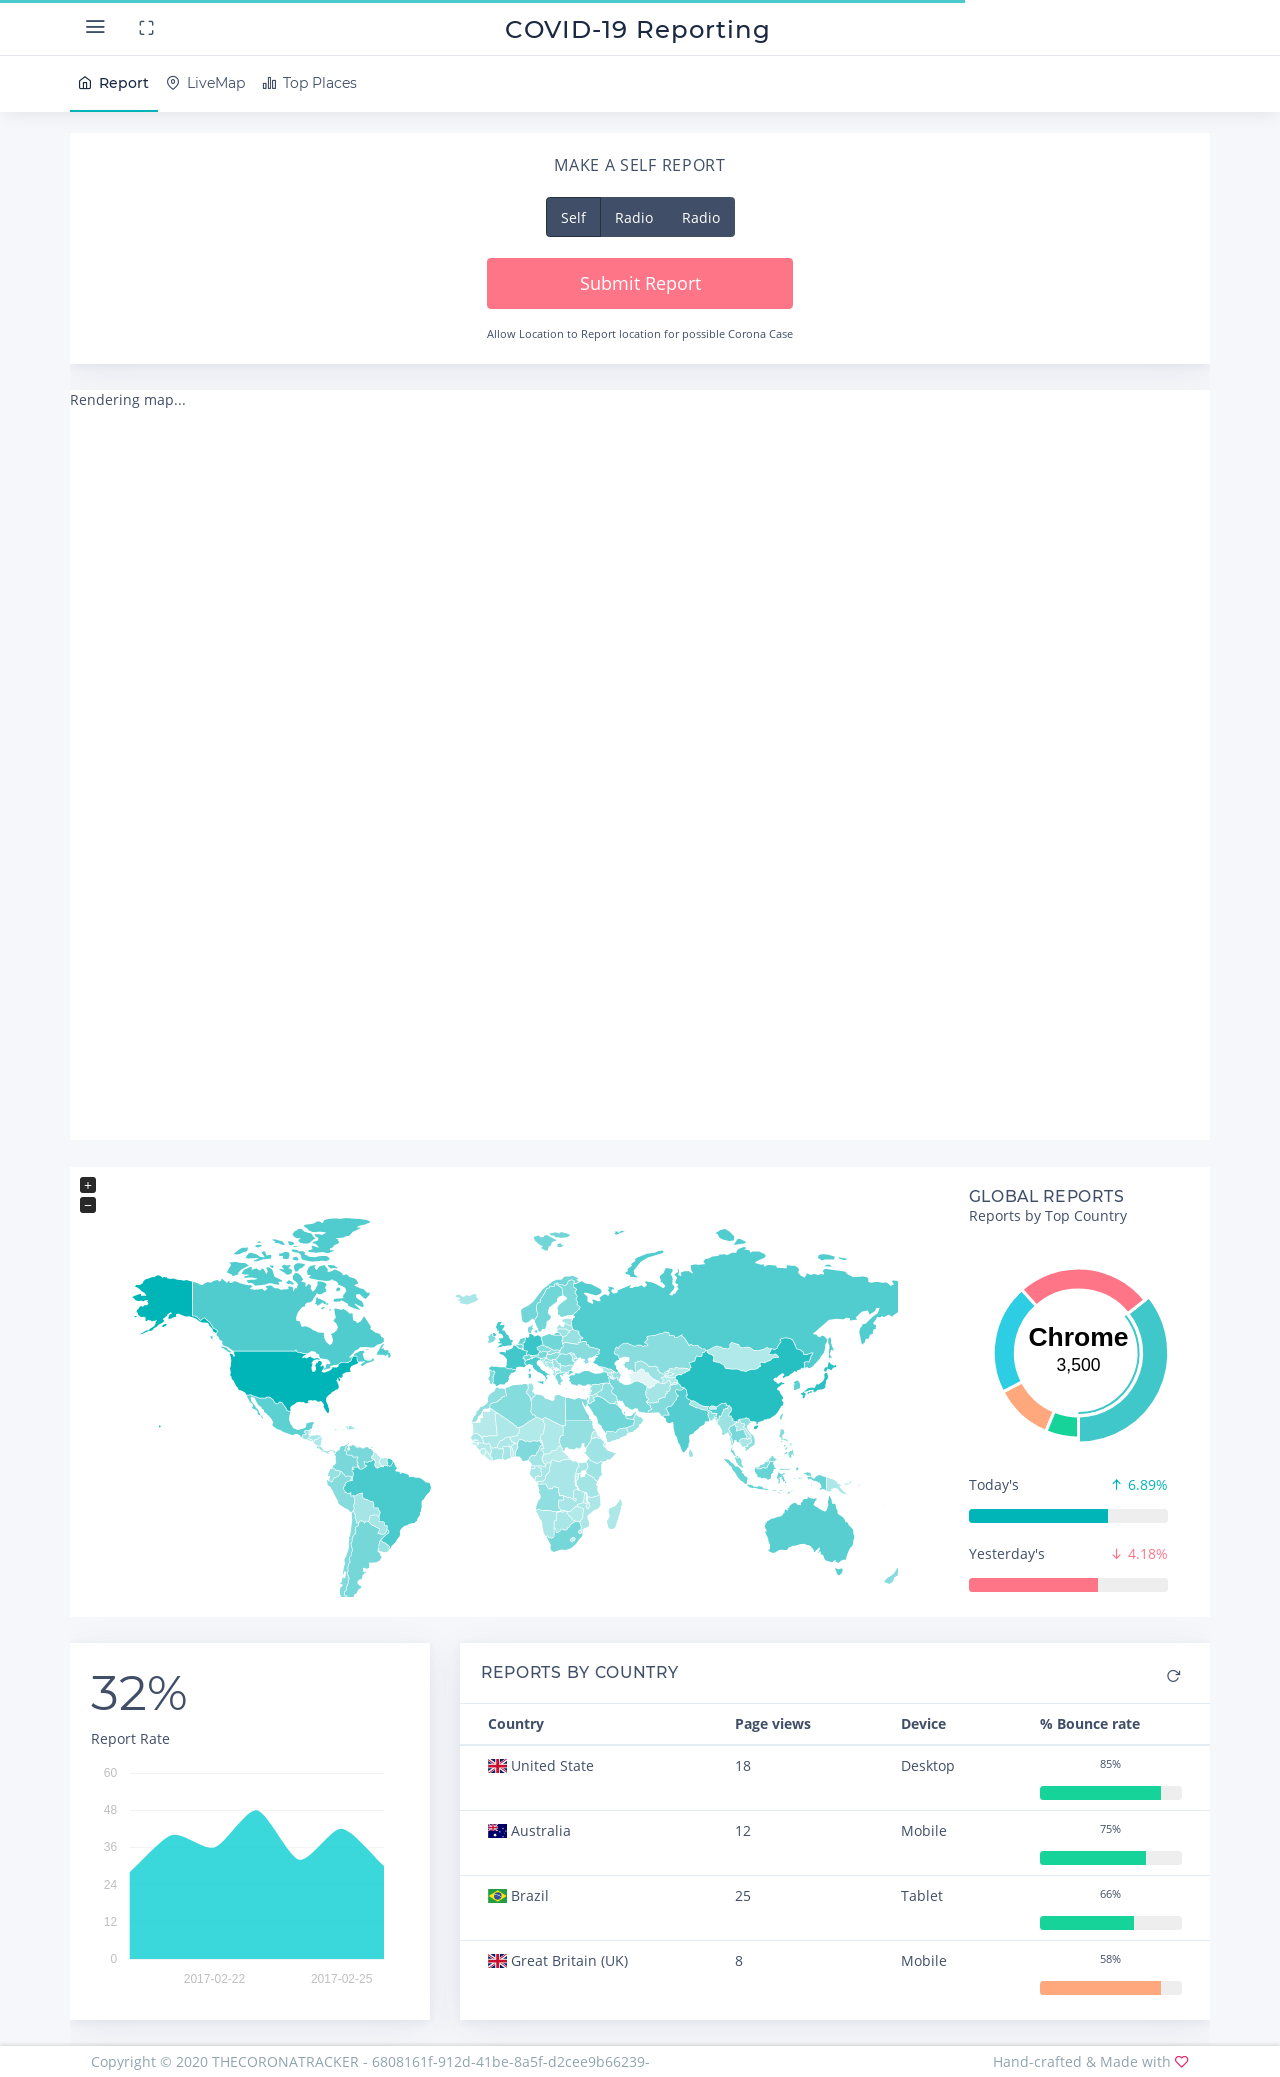 COVID-19 Reporting
Report LiveMap Top Places
MAKE A SELF REPORT
Self Radio Radio
Submit Report
Allow Location to Report location for possible Corona Case
Rendering map...
+
−
GLOBAL REPORTS
Reports by Top Country
Chrome
3,500
Today's 6.89%
Yesterday's 4.18%
32%
Report Rate
60
48
36
24
12
0
2017-02-22 2017-02-25
REPORTS BY COUNTRY
Country Page views Device % Bounce rate
United State 18 Desktop 85%
Australia 12 Mobile 75%
Brazil 25 Tablet 66%
Great Britain (UK) 8 Mobile 58%
Copyright © 2020 THECORONATRACKER - 6808161f-912d-41be-8a5f-d2cee9b66239-
Hand-crafted & Made with